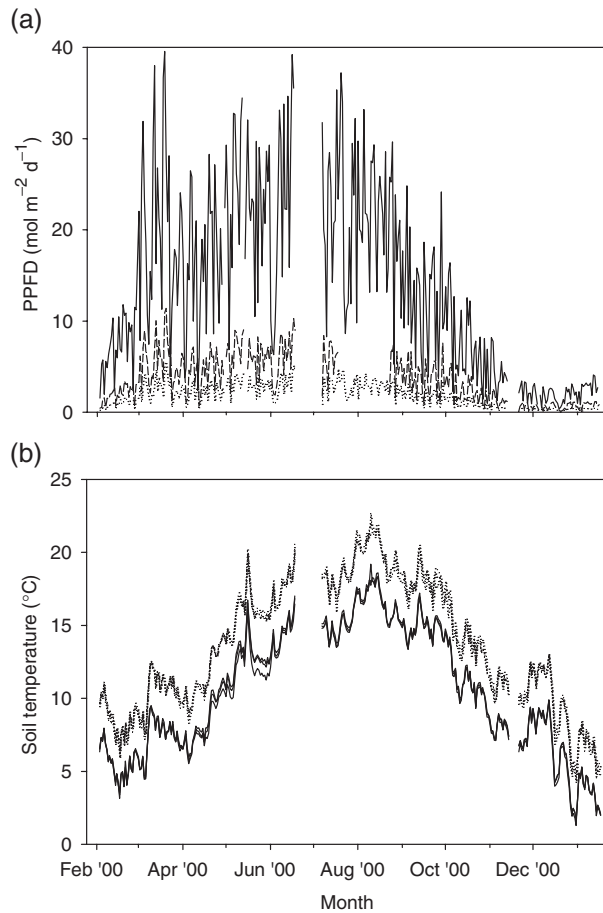 (a)
40
30
20
10
0
PPFD (mol m⁻² d⁻¹)
(b)
25
20
15
10
5
0
Soil temperature (°C)
Feb '00 Apr '00 Jun '00 Aug '00 Oct '00 Dec '00
Month